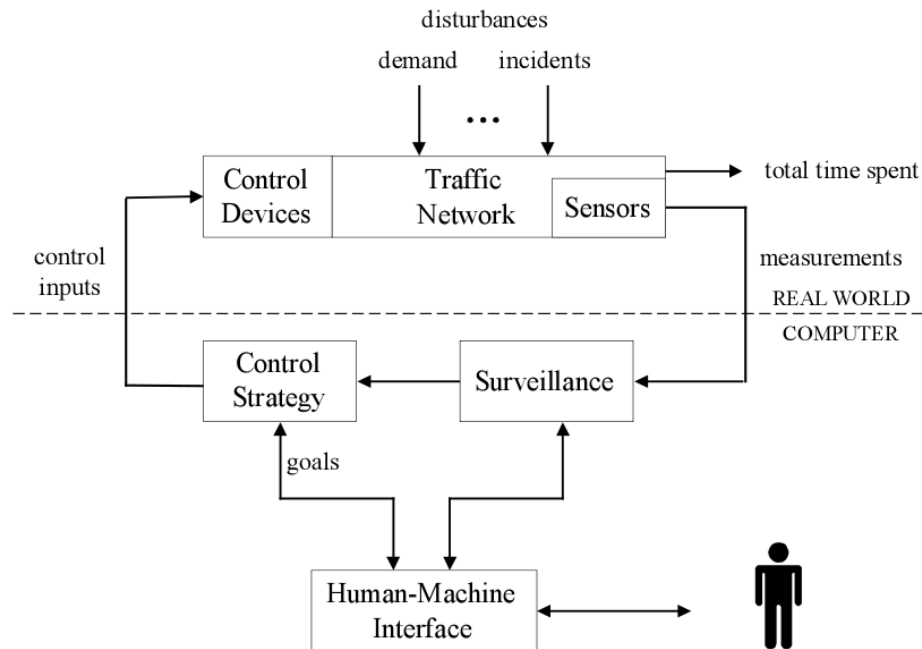 disturbances
demand incidents
...
Control
Devices
Traffic
Network
Sensors
total time spent
control
inputs
measurements
REAL WORLD
COMPUTER
Control
Strategy
Surveillance
goals
Human-Machine
Interface